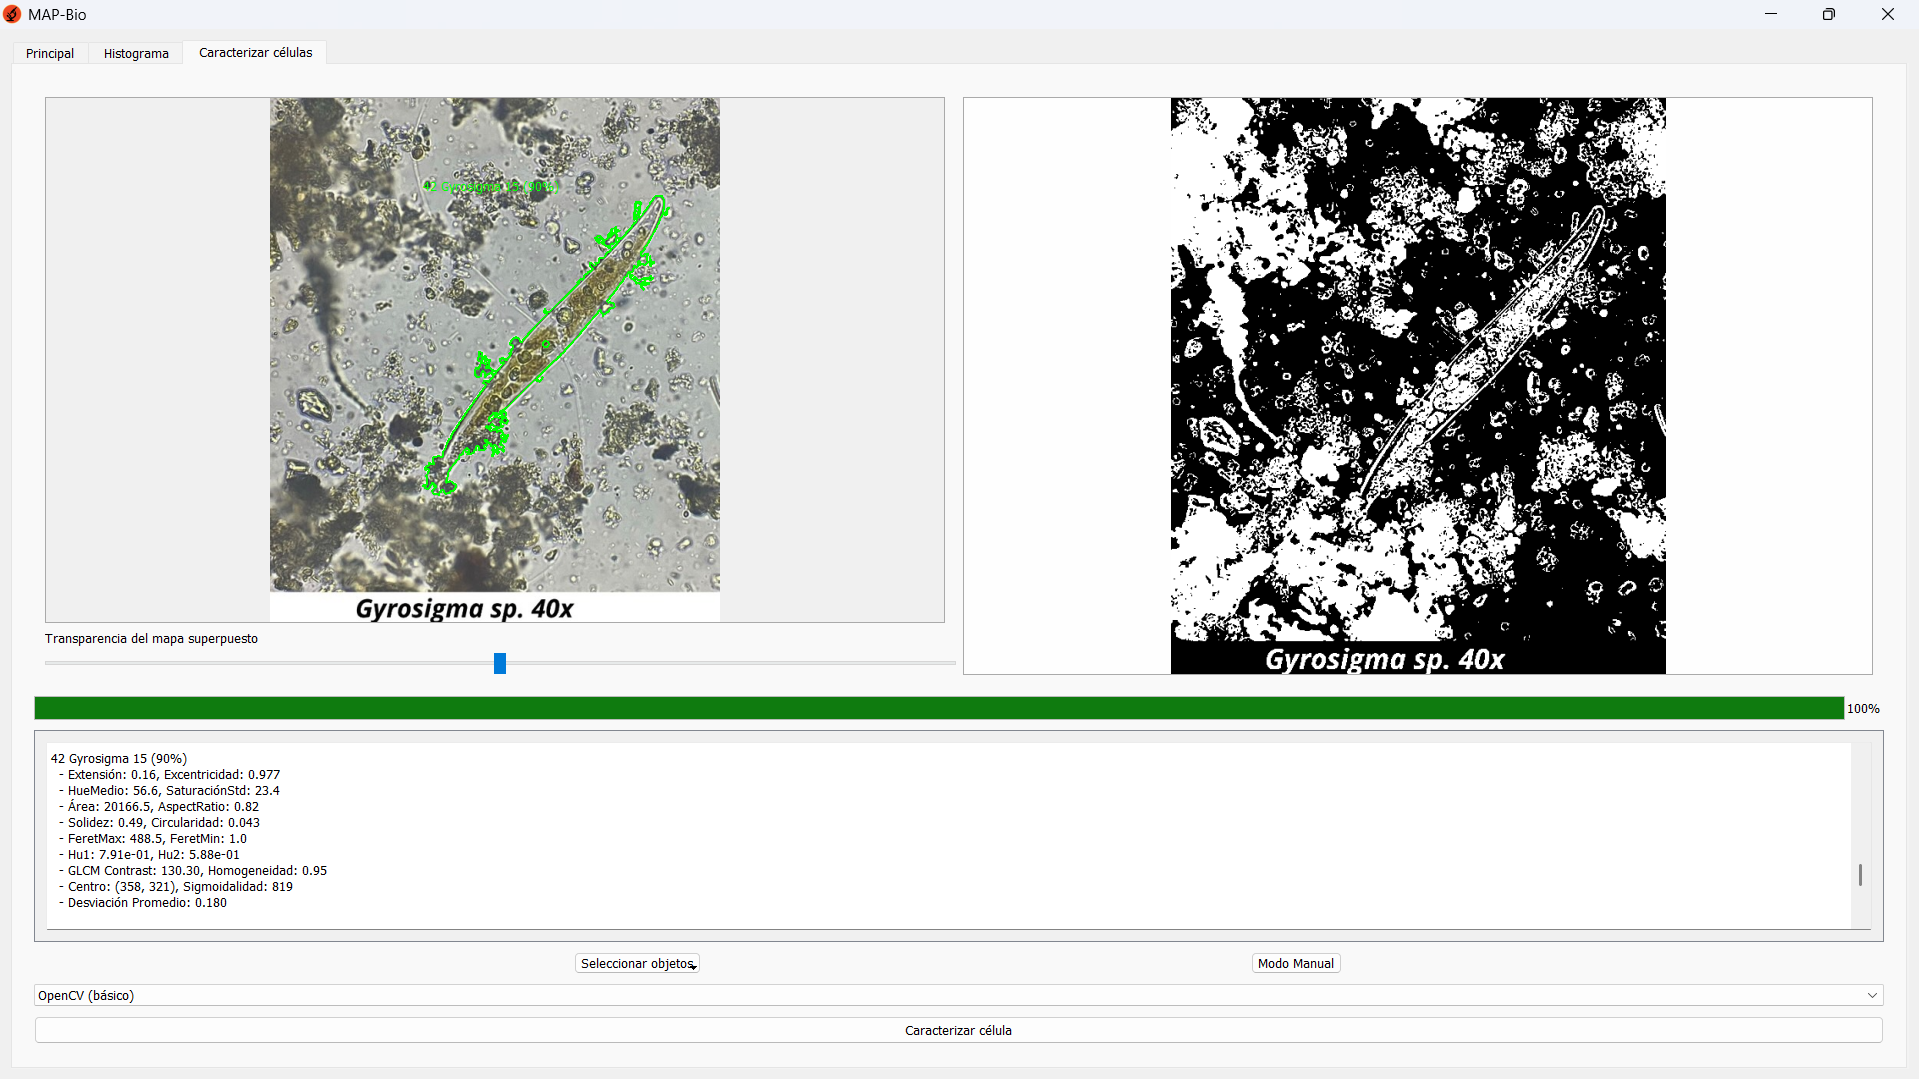 MAP-Bio
Principal
Histograma
Caracterizar células
42 Gyrosigma 15 (90%)
Gyrosigma sp. 40x
Gyrosigma sp. 40x
Transparencia del mapa superpuesto
100%
42 Gyrosigma 15 (90%)
- Extensión: 0.16, Excentricidad: 0.977
- HueMedio: 56.6, SaturaciónStd: 23.4
- Área: 20166.5, AspectRatio: 0.82
- Solidez: 0.49, Circularidad: 0.043
- FeretMax: 488.5, FeretMin: 1.0
- Hu1: 7.91e-01, Hu2: 5.88e-01
- GLCM Contrast: 130.30, Homogeneidad: 0.95
- Centro: (358, 321), Sigmoidalidad: 819
- Desviación Promedio: 0.180
Seleccionar objetos
Modo Manual
OpenCV (básico)
Caracterizar célula